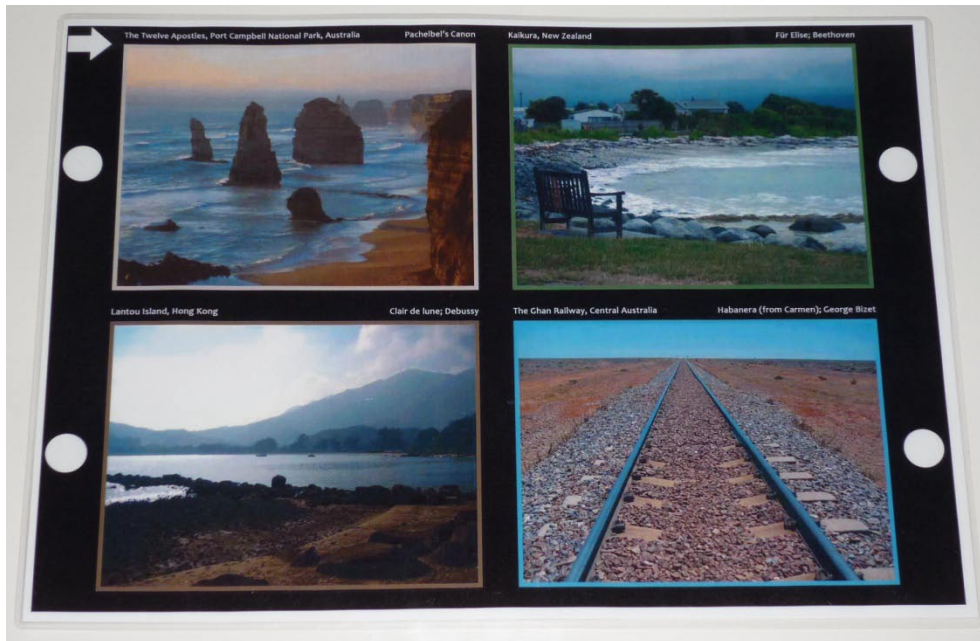 The Twelve Apostles, Port Campbell National Park, Australia    Pachelbel's Canon
Kaikura, New Zealand    Für Elise; Beethoven
Lantou Island, Hong Kong    Clair de lune; Debussy
The Ghan Railway, Central Australia    Habanera (from Carmen); George Bizet